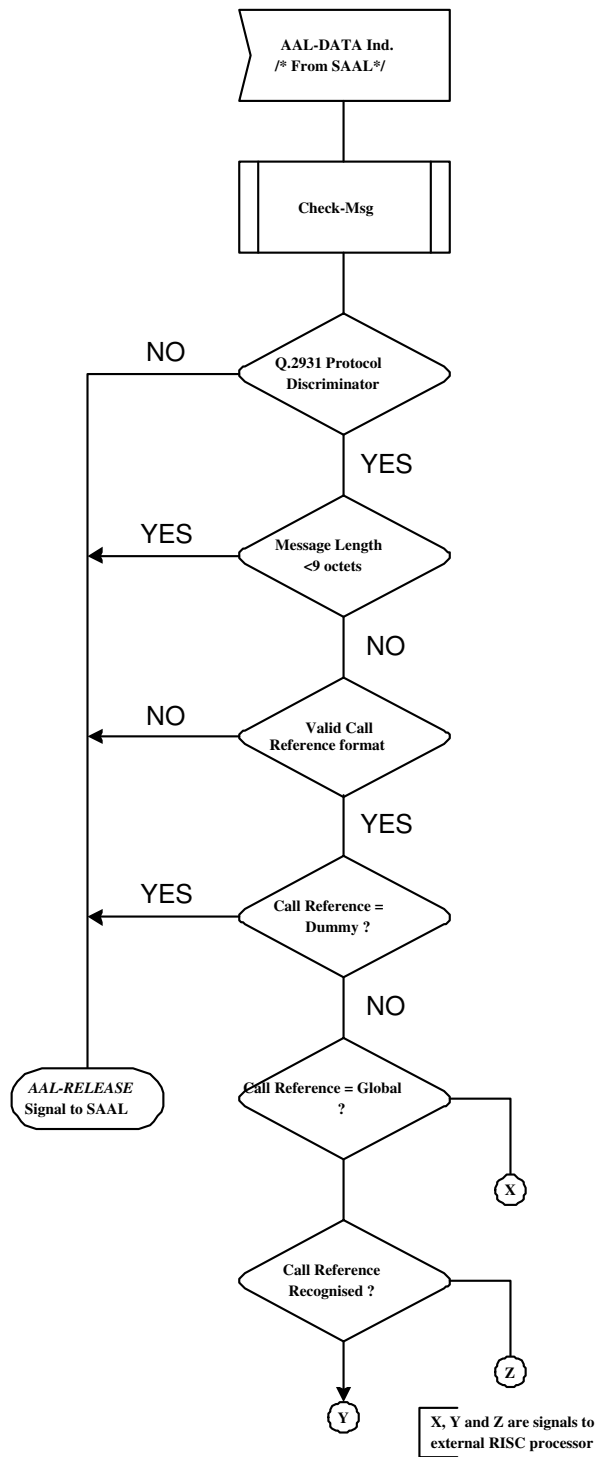 AAL-DATA Ind.
/* From SAAL*/
Check-Msg
NO
Q.2931 Protocol
Discriminator
YES
YES
Message Length
<9 octets
NO
NO
Valid Call
Reference format
YES
YES
Call Reference =
Dummy ?
NO
AAL-RELEASE
Signal to SAAL
Call Reference = Global
?
X
Call Reference
Recognised ?
Z
Y
X, Y and Z are signals to
external RISC processor